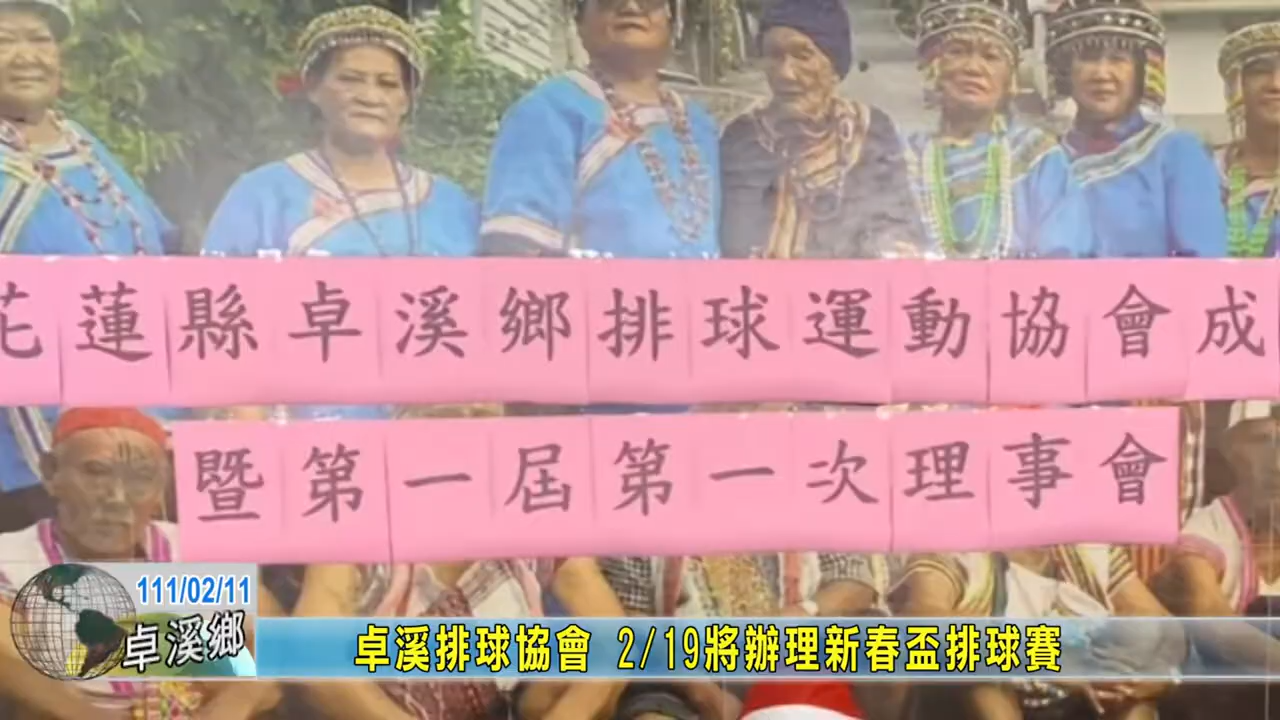 花蓮縣卓溪鄉排球運動協會成
暨第一屆第一次理事會
111/02/11
卓溪鄉
卓溪排球協會 2/19將辦理新春盃排球賽